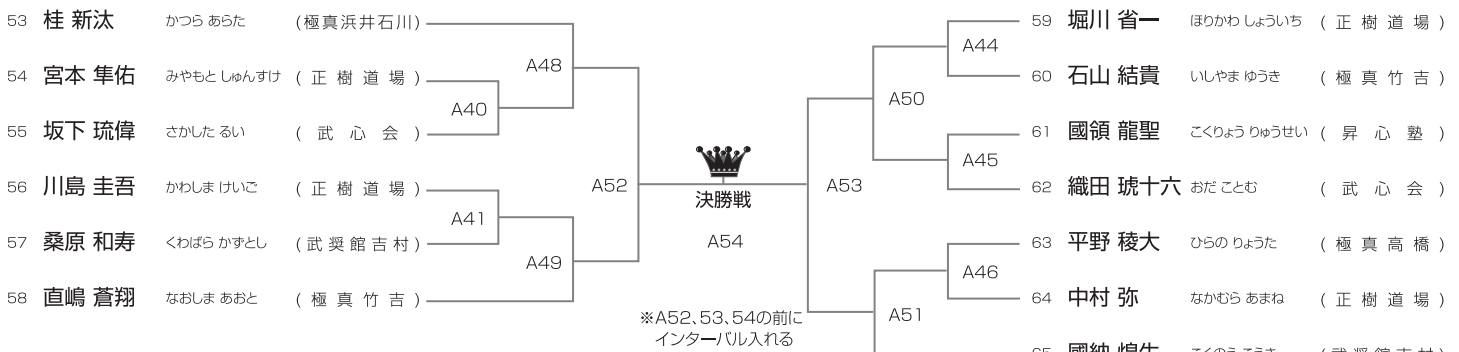 53 桂 新汰 かつら あらた (極真浜井石川)
54 宮本 隼佑 みやもと しゅんすけ (正樹道場)
55 坂下 琉偉 さかした るい (武心会)
56 川島 圭吾 かわしま けいご (正樹道場)
57 桑原 和寿 くわばら かずとし (武奨館吉村)
58 直嶋 蒼翔 なおしま あおと (極真竹吉)
A48
A40
A41
A49
A52
決勝戦
A54
※A52、53、54の前に
インターバル入れる
A53
A44
A50
A45
A46
A51
59 堀川 省一 ほりかわ しょういち (正樹道場)
60 石山 結貴 いしやま ゆうき (極真竹吉)
61 國領 龍聖 こくりょう りゅうせい (昇心塾)
62 織田 琥十六 おだ ことむ (武心会)
63 平野 稜大 ひらの りょうた (極真高橋)
64 中村 弥 なかむら あまね (正樹道場)